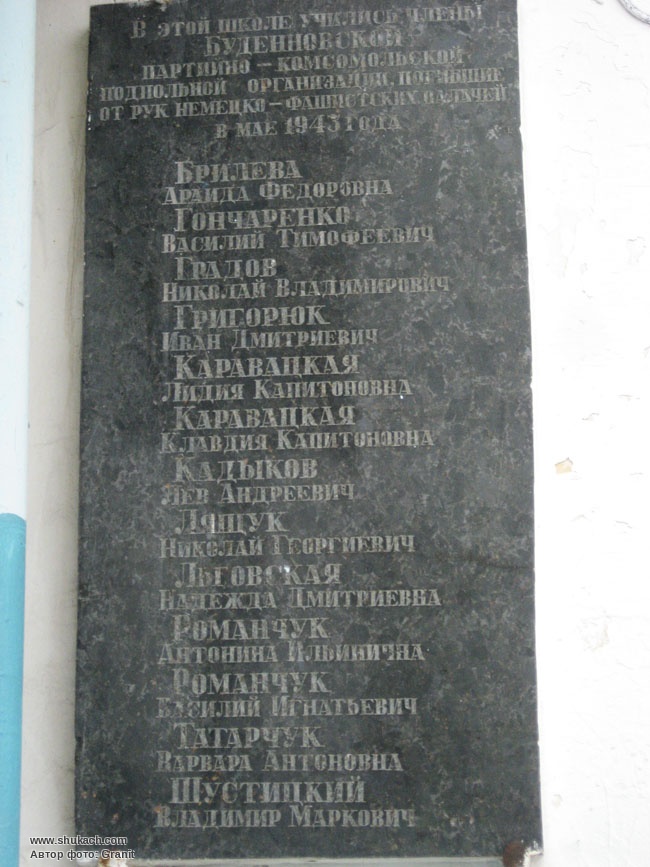 В ЭТОЙ ШКОЛЕ УЧИЛИСЬ ЧЛЕНЫ
БУДЕННОВСКОЙ
ПАРТИЙНО – КОМСОМОЛЬСКОЙ
ПОДПОЛЬНОЙ ОРГАНИЗАЦИИ, ПОГИБШИЕ
ОТ РУК НЕМЕЦКО – ФАШИСТСКИХ ПАЛАЧЕЙ
В МАЕ 1943 ГОДА
БРИЛЕВА
АРАИДА ФЕДОРОВНА
ГОНЧАРЕНКО
ВАСИЛИЙ ТИМОФЕЕВИЧ
ГРАДОВ
НИКОЛАЙ ВЛАДИМИРОВИЧ
ГРИГОРЮК
ИВАН ДМИТРИЕВИЧ
КАРАВАЦКАЯ
ЛИДИЯ КАПИТОНОВНА
КАРАВАЦКАЯ
КЛАВДИЯ КАПИТОНОВНА
КАДЫКОВ
ЛЕВ АНДРЕЕВИЧ
ЛЯЩУК
НИКОЛАЙ ГЕОРГИЕВИЧ
ЛЬГОВСКАЯ
НАДЕЖДА ДМИТРИЕВНА
РОМАНЧУК
АНТОНИНА ИЛЬИНИЧНА
РОМАНЧУК
ВАСИЛИЙ ИГНАТЬЕВИЧ
ТАТАРЧУК
ВАРВАРА АНТОНОВНА
ШУСТИЦКИЙ
ВЛАДИМИР МАРКОВИЧ
www.shukach.com
Автор фото: Granit